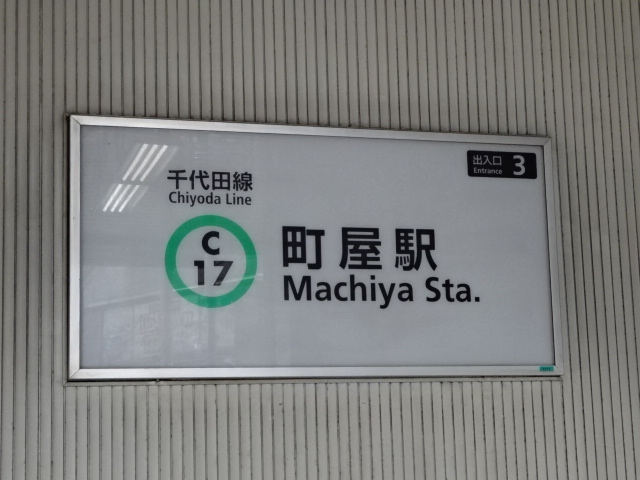 千代田線
Chiyoda Line
C
17
町屋駅
Machiya Sta.
出入口
Entrance
3